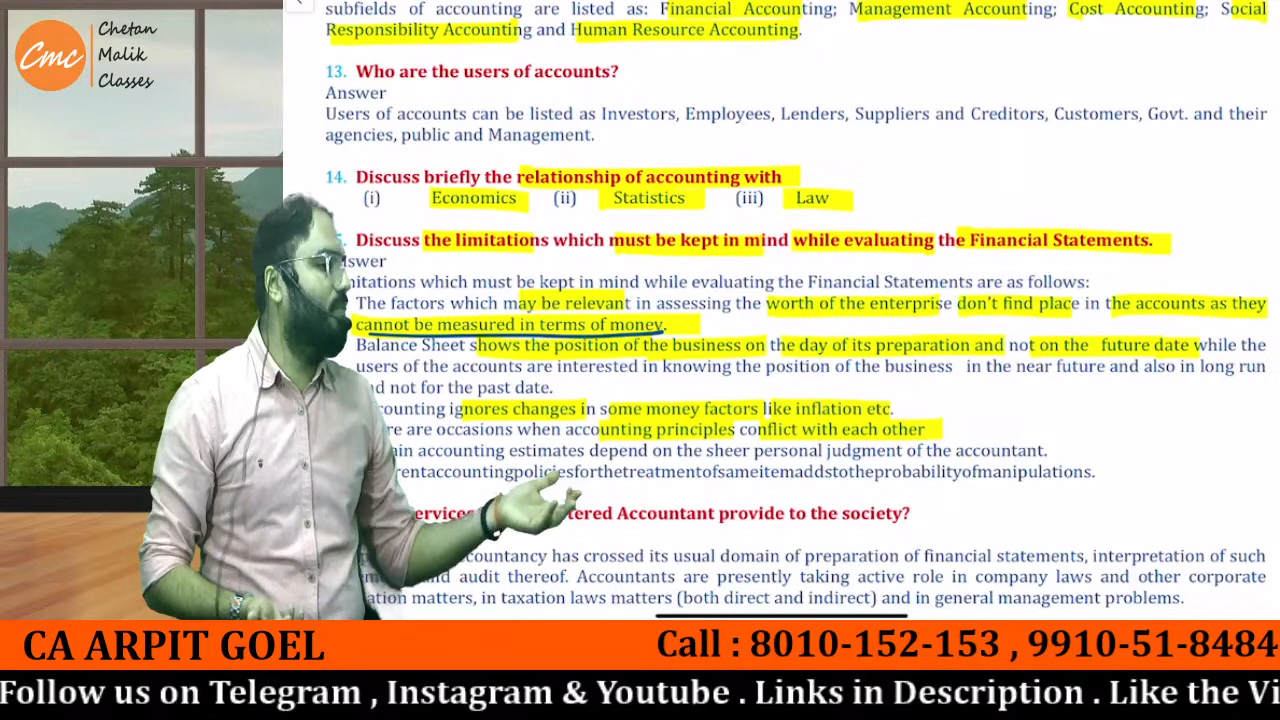 Cmc
Chetan
Malik
Classes
subfields of accounting are listed as: Financial Accounting; Management Accounting; Cost Accounting; Social
Responsibility Accounting and Human Resource Accounting.
13. Who are the users of accounts?
Answer
Users of accounts can be listed as Investors, Employees, Lenders, Suppliers and Creditors, Customers, Govt. and their
agencies, public and Management.
14. Discuss briefly the relationship of accounting with
(i) Economics (ii) Statistics (iii) Law
Discuss the limitations which must be kept in mind while evaluating the Financial Statements.
which must be kept in mind while evaluating the Financial Statements are as follows:
The factors which may be relevant in assessing the worth of the enterprise don't find place in the accounts as they
cannot be measured in terms of money.
Balance Sheet shows the position of the business on the day of its preparation and not on the future date while the
users of the accounts are interested in knowing the position of the business in the near future and also in long run
and not for the past date.
ignores changes in some money factors like inflation etc.
are occasions when accounting principles conflict with each other
accounting estimates depend on the sheer personal judgment of the accountant.
accountingpoliciesforthetreatmentofsameitemaddstotheprobabilityofmanipulations.
services Accountant provide to the society?
has crossed its usual domain of preparation of financial statements, interpretation of such
and audit thereof. Accountants are presently taking active role in company laws and other corporate
matters, in taxation laws matters (both direct and indirect) and in general management problems.
CA ARPIT GOEL
Call : 8010-152-153 , 9910-51-8484
Follow us on Telegram , Instagram & Youtube . Links in Description . Like the Vi